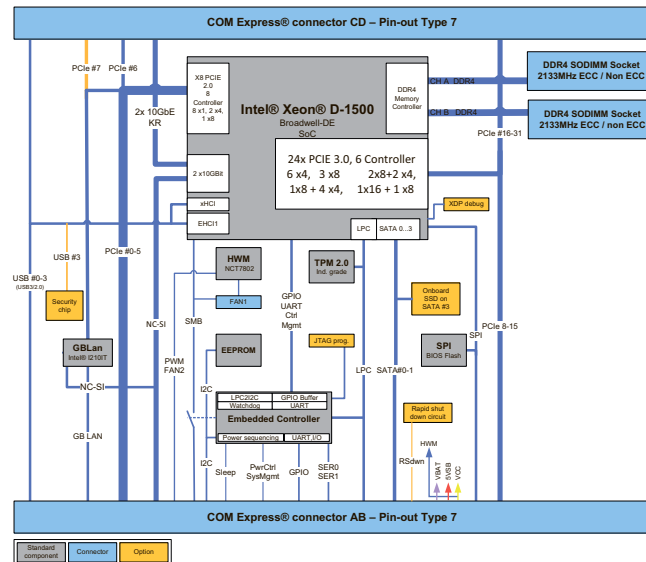 COM Express® connector CD – Pin-out Type 7
PCIe #7
PCIe #6
2x 10GbE
KR
X8 PCIE
2.0
8
Controller
8 x1, 2 x4,
1 x8
Intel® Xeon® D-1500
Broadwell-DE
SoC
DDR4
Memory
Controller
CH A DDR4
CH B DDR4
DDR4 SODIMM Socket
2133MHz ECC / Non ECC
DDR4 SODIMM Socket
2133MHz ECC / non ECC
PCIe #16-31
24x PCIE 3.0, 6 Controller
6 x4, 3 x8 2x8+2 x4,
1x8 + 4 x4, 1x16 + 1 x8
2 x10GBit
xHCI
EHCI1
LPC
SATA 0...3
XDP debug
USB #3
PCIe #0-5
USB #0-3
(USB3/2.0)
Security
chip
HWM
NCT7802
FAN1
TPM 2.0
Ind. grade
Onboard
SSD on
SATA #3
GPIO
UART
Ctrl
Mgmt
NC-SI
SMB
PCIe 8-15
SPI
GBLan
Intel® I210IT
EEPROM
JTAG prog.
SPI
BIOS Flash
PWM
FAN2
LPC
SATA#0-1
NC-SI
I2C
LPC2I2C
GPIO Buffer
Watchdog
UART
Embedded Controller
Power sequencing
UART,I/O
Rapid shut
down circuit
GB LAN
I2C
Sleep
PwrCtrl
SysMgmt
GPIO
SER0
SER1
RSdwn
HWM
VBAT
5VSB
VCC
COM Express® connector AB – Pin-out Type 7
Standard
component
Connector
Option